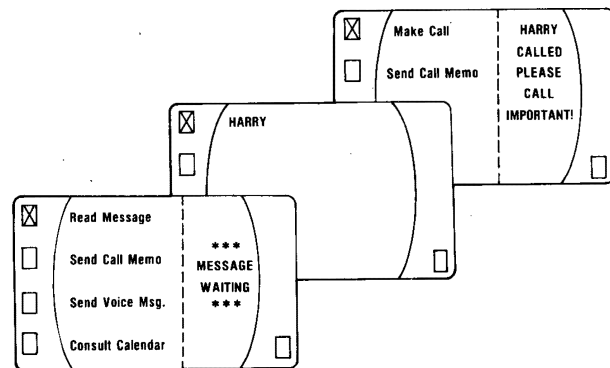 Make Call
Send Call Memo
HARRY
CALLED
PLEASE
CALL
IMPORTANT!
HARRY
Read Message
Send Call Memo
Send Voice Msg.
Consult Calendar
***
MESSAGE
WAITING
***